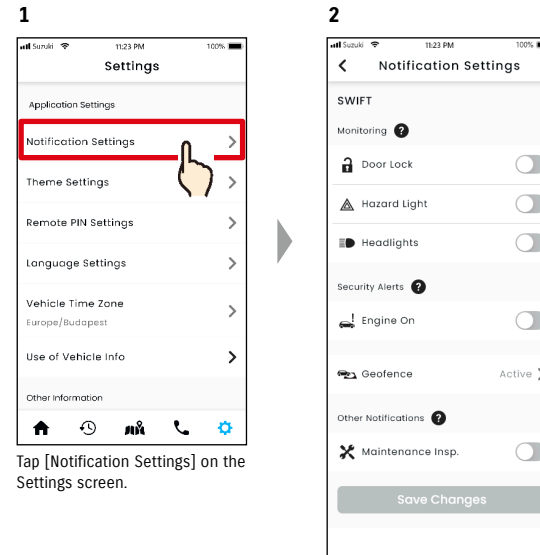 1
Suzuki 11:23 PM 100%
Settings
Application Settings
Notification Settings
Theme Settings
Remote PIN Settings
Language Settings
Vehicle Time Zone
Europe/Budapest
Use of Vehicle Info
Other Information
Tap [Notification Settings] on the
Settings screen.
2
Suzuki 11:23 PM 100%
Notification Settings
SWIFT
Monitoring ?
Door Lock
Hazard Light
Headlights
Security Alerts ?
Engine On
Geofence Active
Other Notifications ?
Maintenance Insp.
Save Changes